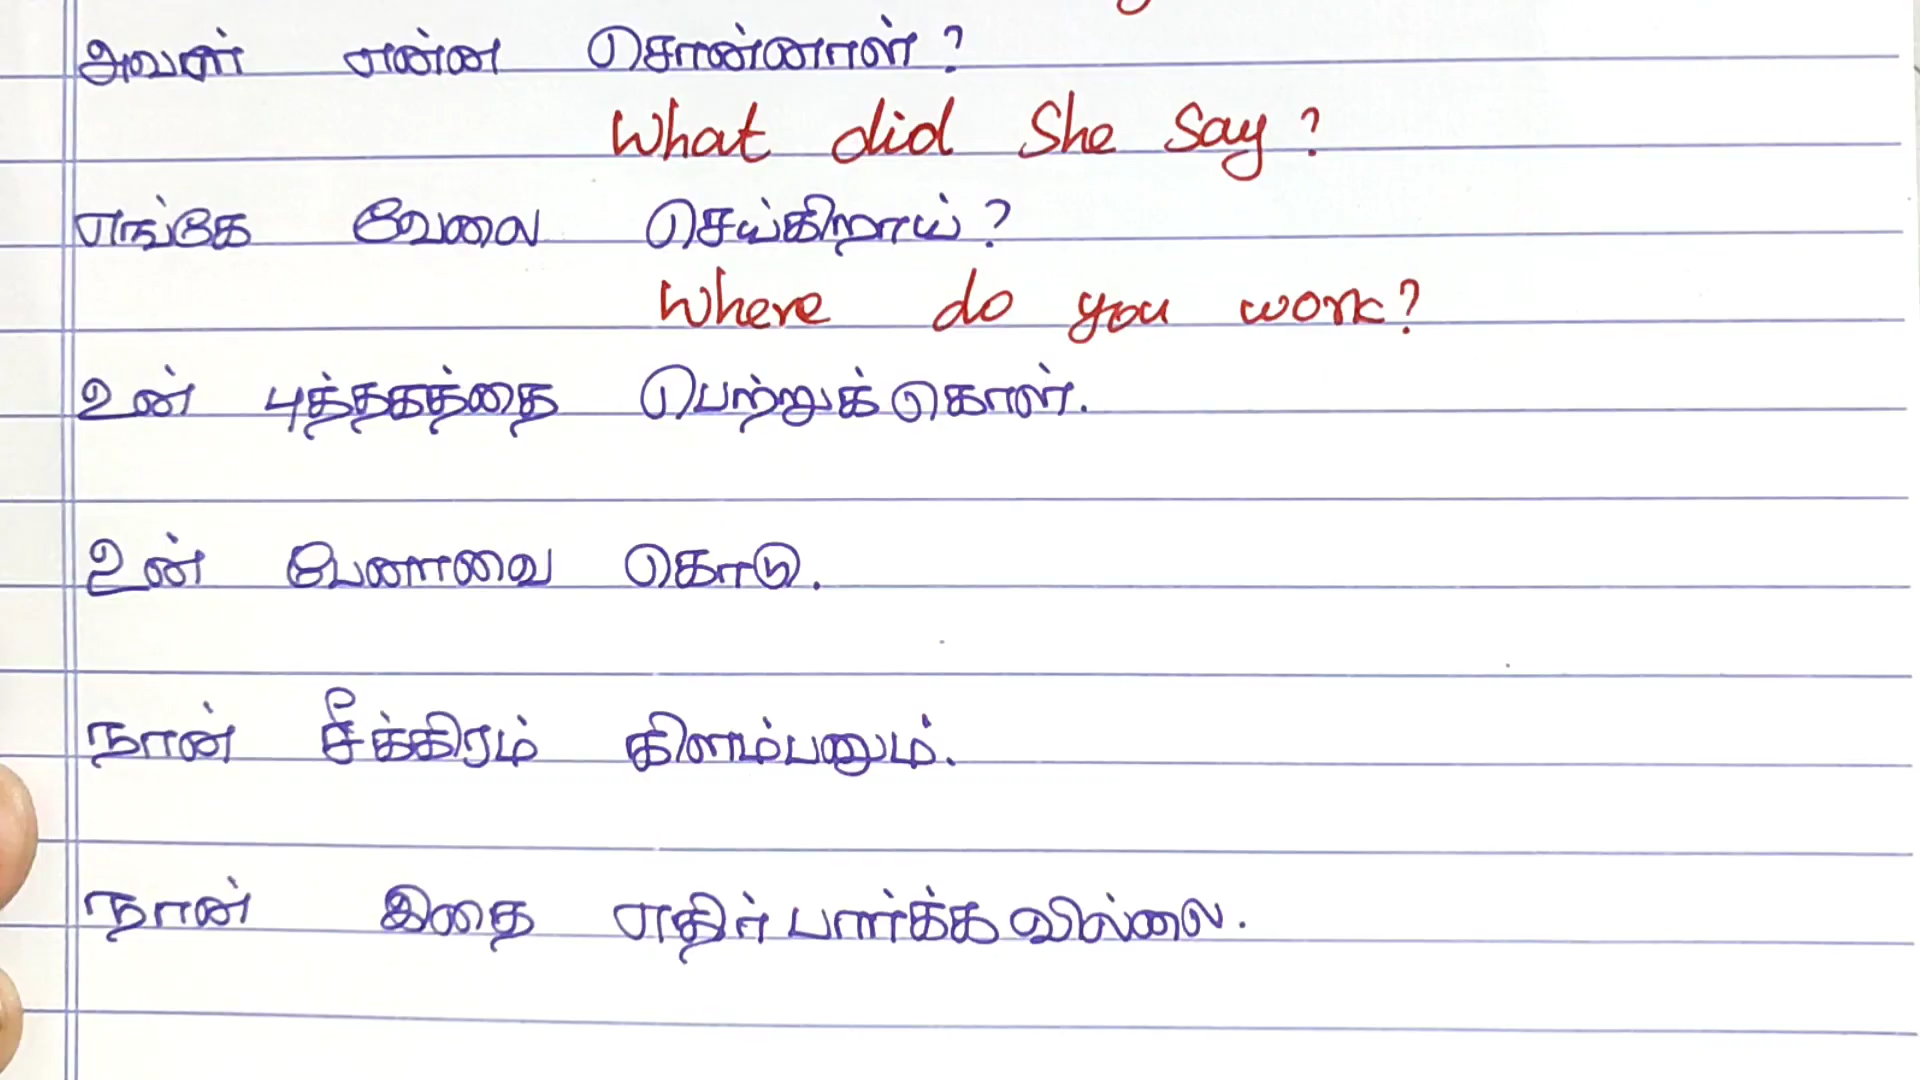 அவள் என்ன சொன்னாள்?
What did She Say?
எங்கே வேலை செய்கிறாய்?
Where do you work?
உன் புத்தகத்தை பெற்றுக்கொள்.
உன் பேனாவை கொடு.
நான் சீக்கிரம் கிளம்பனும்.
நான் இதை எதிர்பார்க்கவில்லை.